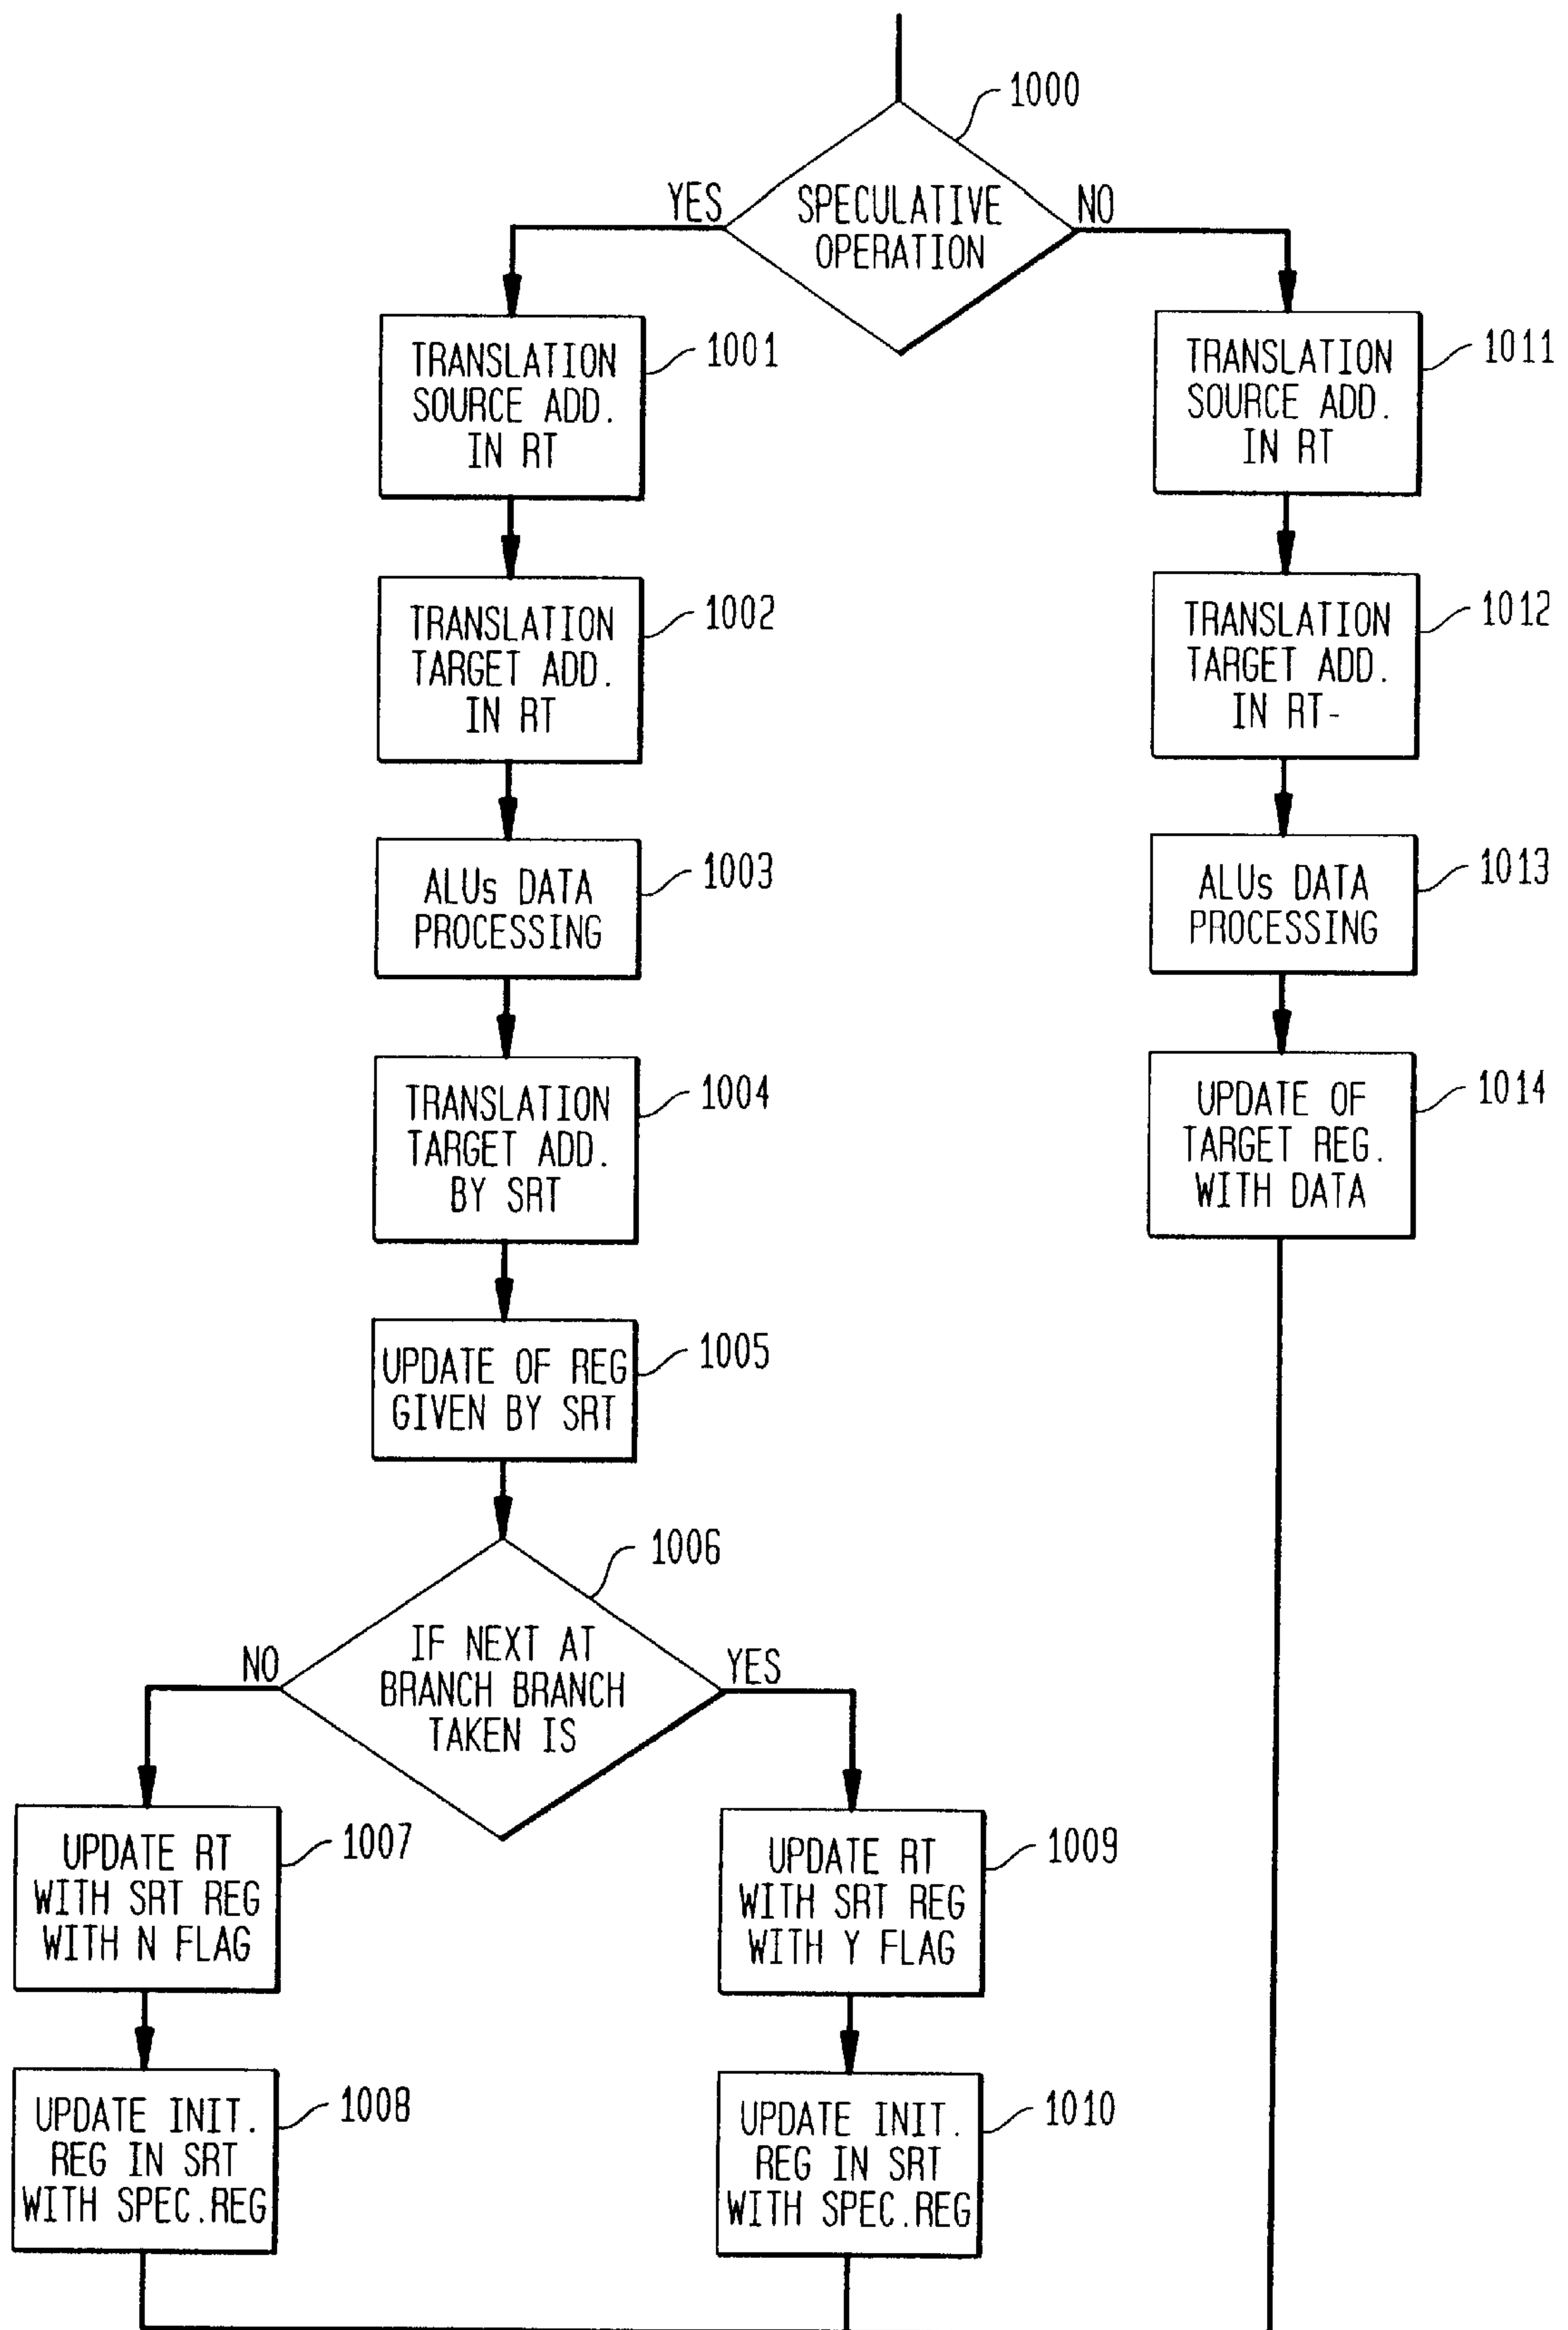 1000
YES
SPECULATIVE
OPERATION
NO
TRANSLATION
SOURCE ADD.
IN RT
1001
TRANSLATION
SOURCE ADD.
IN RT
1011
TRANSLATION
TARGET ADD.
IN RT
1002
TRANSLATION
TARGET ADD.
IN RT-
1012
ALUs DATA
PROCESSING
1003
ALUs DATA
PROCESSING
1013
TRANSLATION
TARGET ADD.
BY SRT
1004
UPDATE OF
TARGET REG.
WITH DATA
1014
UPDATE OF REG
GIVEN BY SRT
1005
1006
NO
IF NEXT AT
BRANCH BRANCH
TAKEN IS
YES
UPDATE RT
WITH SRT REG
WITH N FLAG
1007
UPDATE RT
WITH SRT REG
WITH Y FLAG
1009
UPDATE INIT.
REG IN SRT
WITH SPEC.REG
1008
UPDATE INIT.
REG IN SRT
WITH SPEC.REG
1010